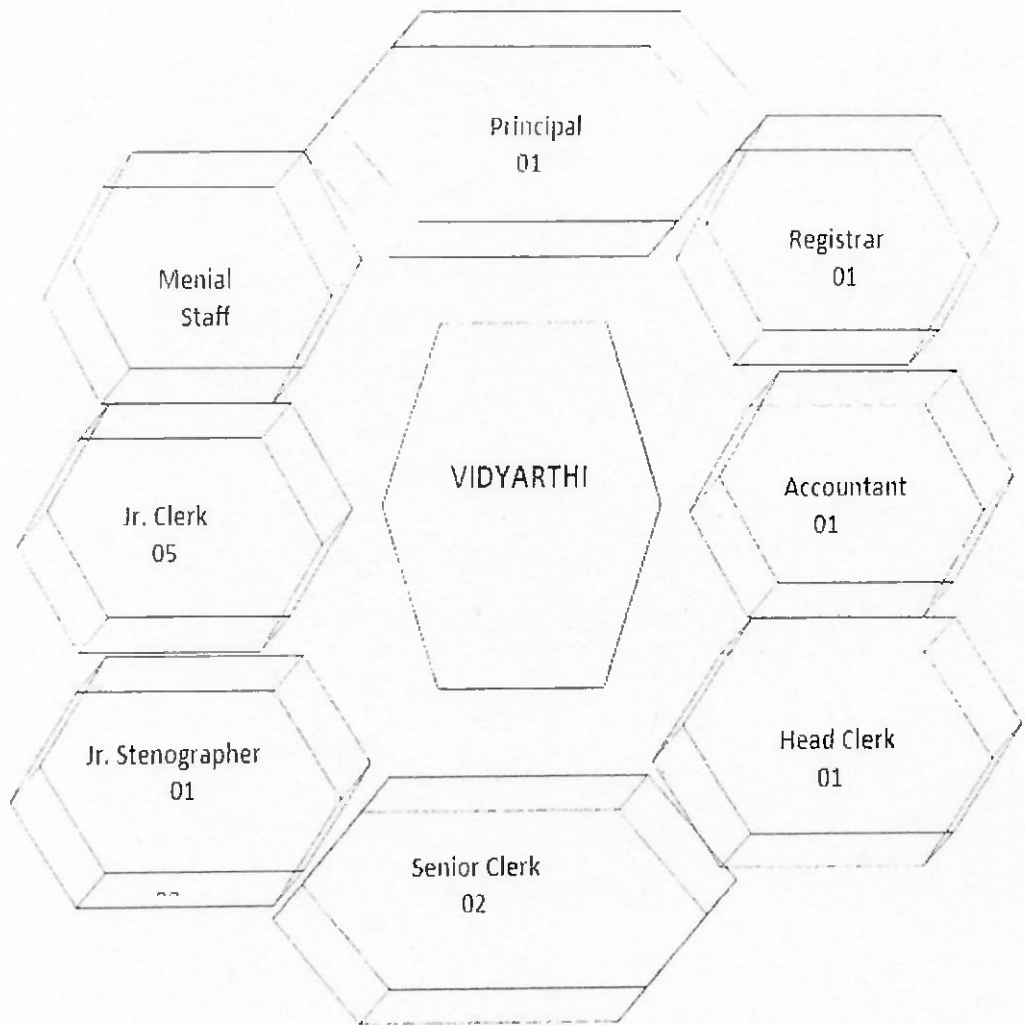 Principal
01
Registrar
01
Menial
Staff
VIDYARTHI
Accountant
01
Jr. Clerk
05
Head Clerk
01
Jr. Stenographer
01
Senior Clerk
02